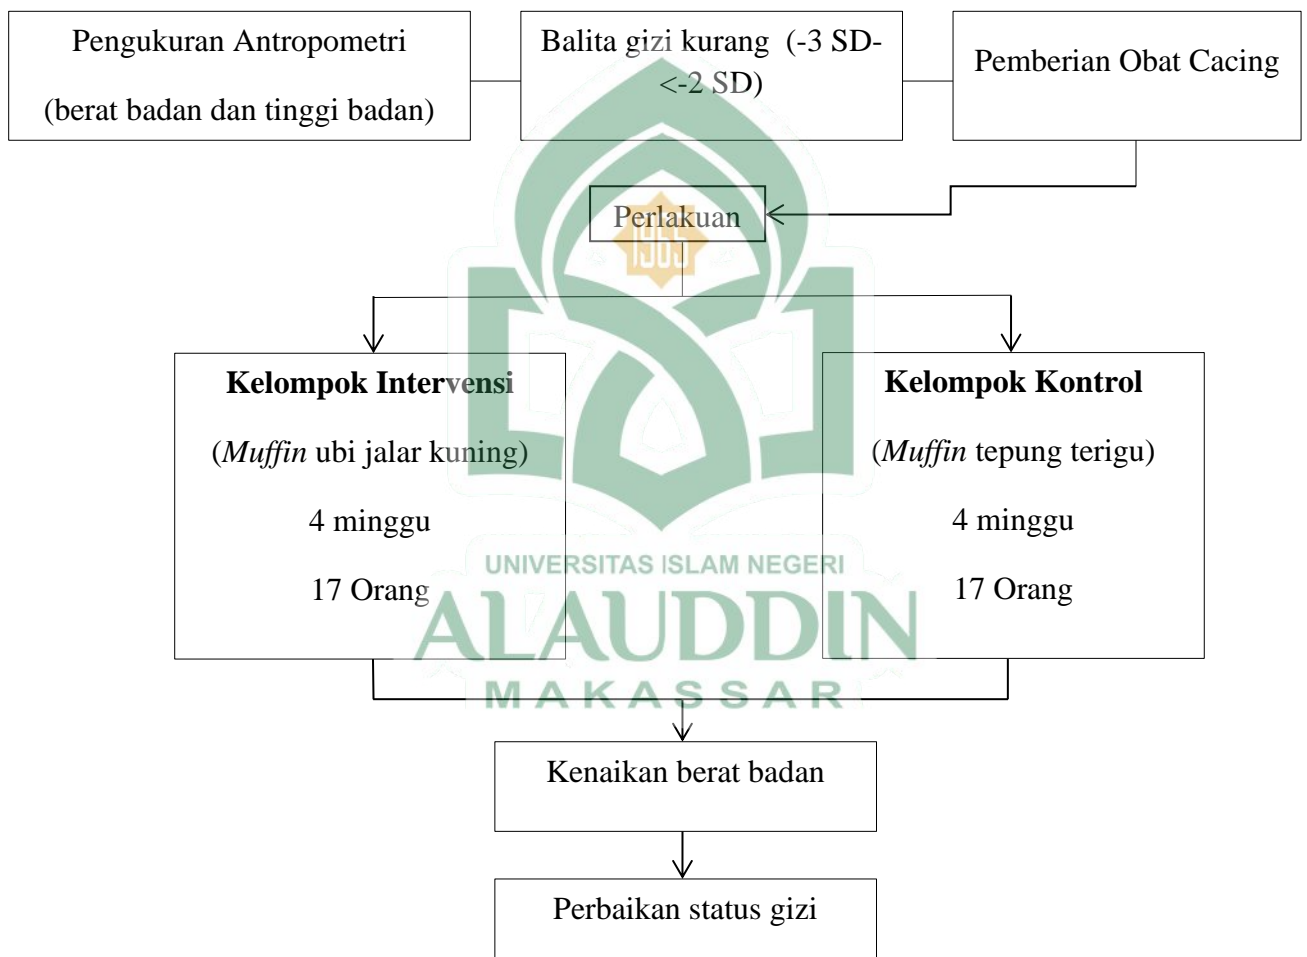 Pengukuran Antropometri
(berat badan dan tinggi badan)
Balita gizi kurang (-3 SD-
<-2 SD)
Pemberian Obat Cacing
Perlakuan
1965
Kelompok Intervensi
(Muffin ubi jalar kuning)
4 minggu
17 Orang
Kelompok Kontrol
(Muffin tepung terigu)
4 minggu
17 Orang
UNIVERSITAS ISLAM NEGERI
ALAUDDIN
MAKASSAR
Kenaikan berat badan
Perbaikan status gizi